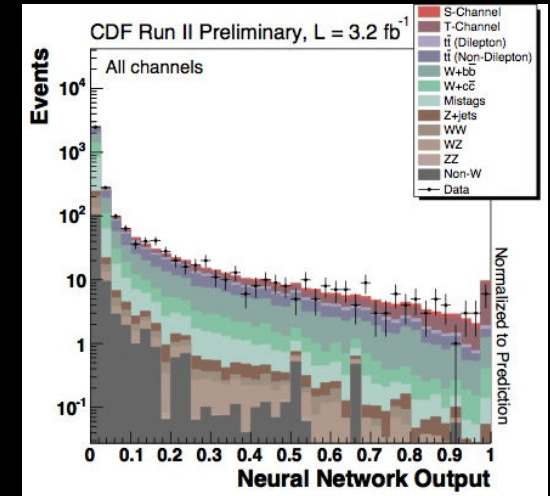 CDF Run II Preliminary, L = 3.2 fb⁻¹
All channels
Events
10⁴
10³
10²
10
1
10⁻¹
0 0.1 0.2 0.3 0.4 0.5 0.6 0.7 0.8 0.9 1
Neural Network Output
Normalized to Prediction
S-Channel
T-Channel
tt̄ (Dilepton)
tt̄ (Non-Dilepton)
W+bb̄
W+cc̄
Mistags
Z+jets
WW
WZ
ZZ
Non-W
Data